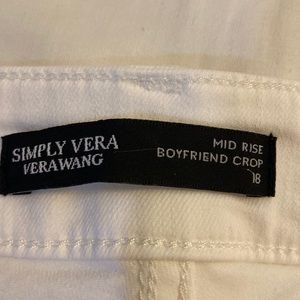 SIMPLY VERA
VERAWANG
MID RISE
BOYFRIEND CROP
18